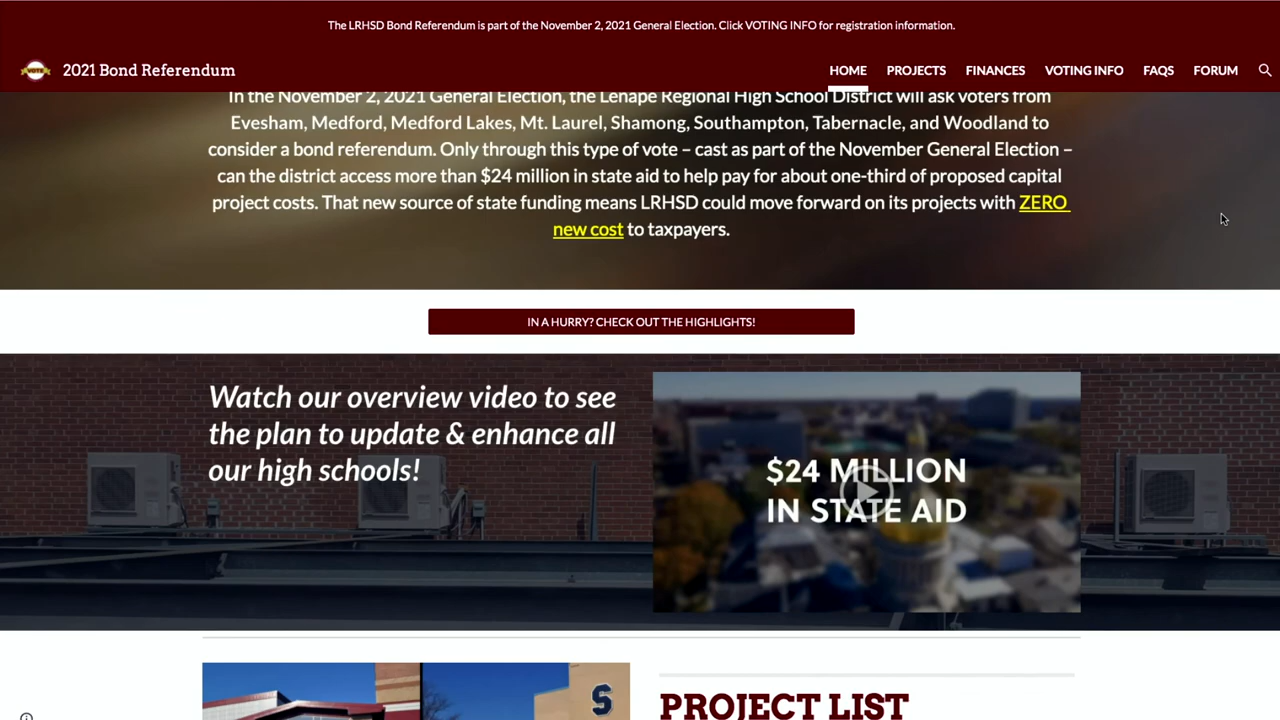 The LRHSD Bond Referendum is part of the November 2, 2021 General Election. Click VOTING INFO for registration information.
VOTE
2021 Bond Referendum
HOME
PROJECTS
FINANCES
VOTING INFO
FAQS
FORUM
In the November 2, 2021 General Election, the Lenape Regional High School District will ask voters from
Evesham, Medford, Medford Lakes, Mt. Laurel, Shamong, Southampton, Tabernacle, and Woodland to
consider a bond referendum. Only through this type of vote – cast as part of the November General Election –
can the district access more than $24 million in state aid to help pay for about one-third of proposed capital
project costs. That new source of state funding means LRHSD could move forward on its projects with ZERO
new cost to taxpayers.
IN A HURRY? CHECK OUT THE HIGHLIGHTS!
Watch our overview video to see
the plan to update & enhance all
our high schools!
$24 MILLION
IN STATE AID
S
PROJECT LIST